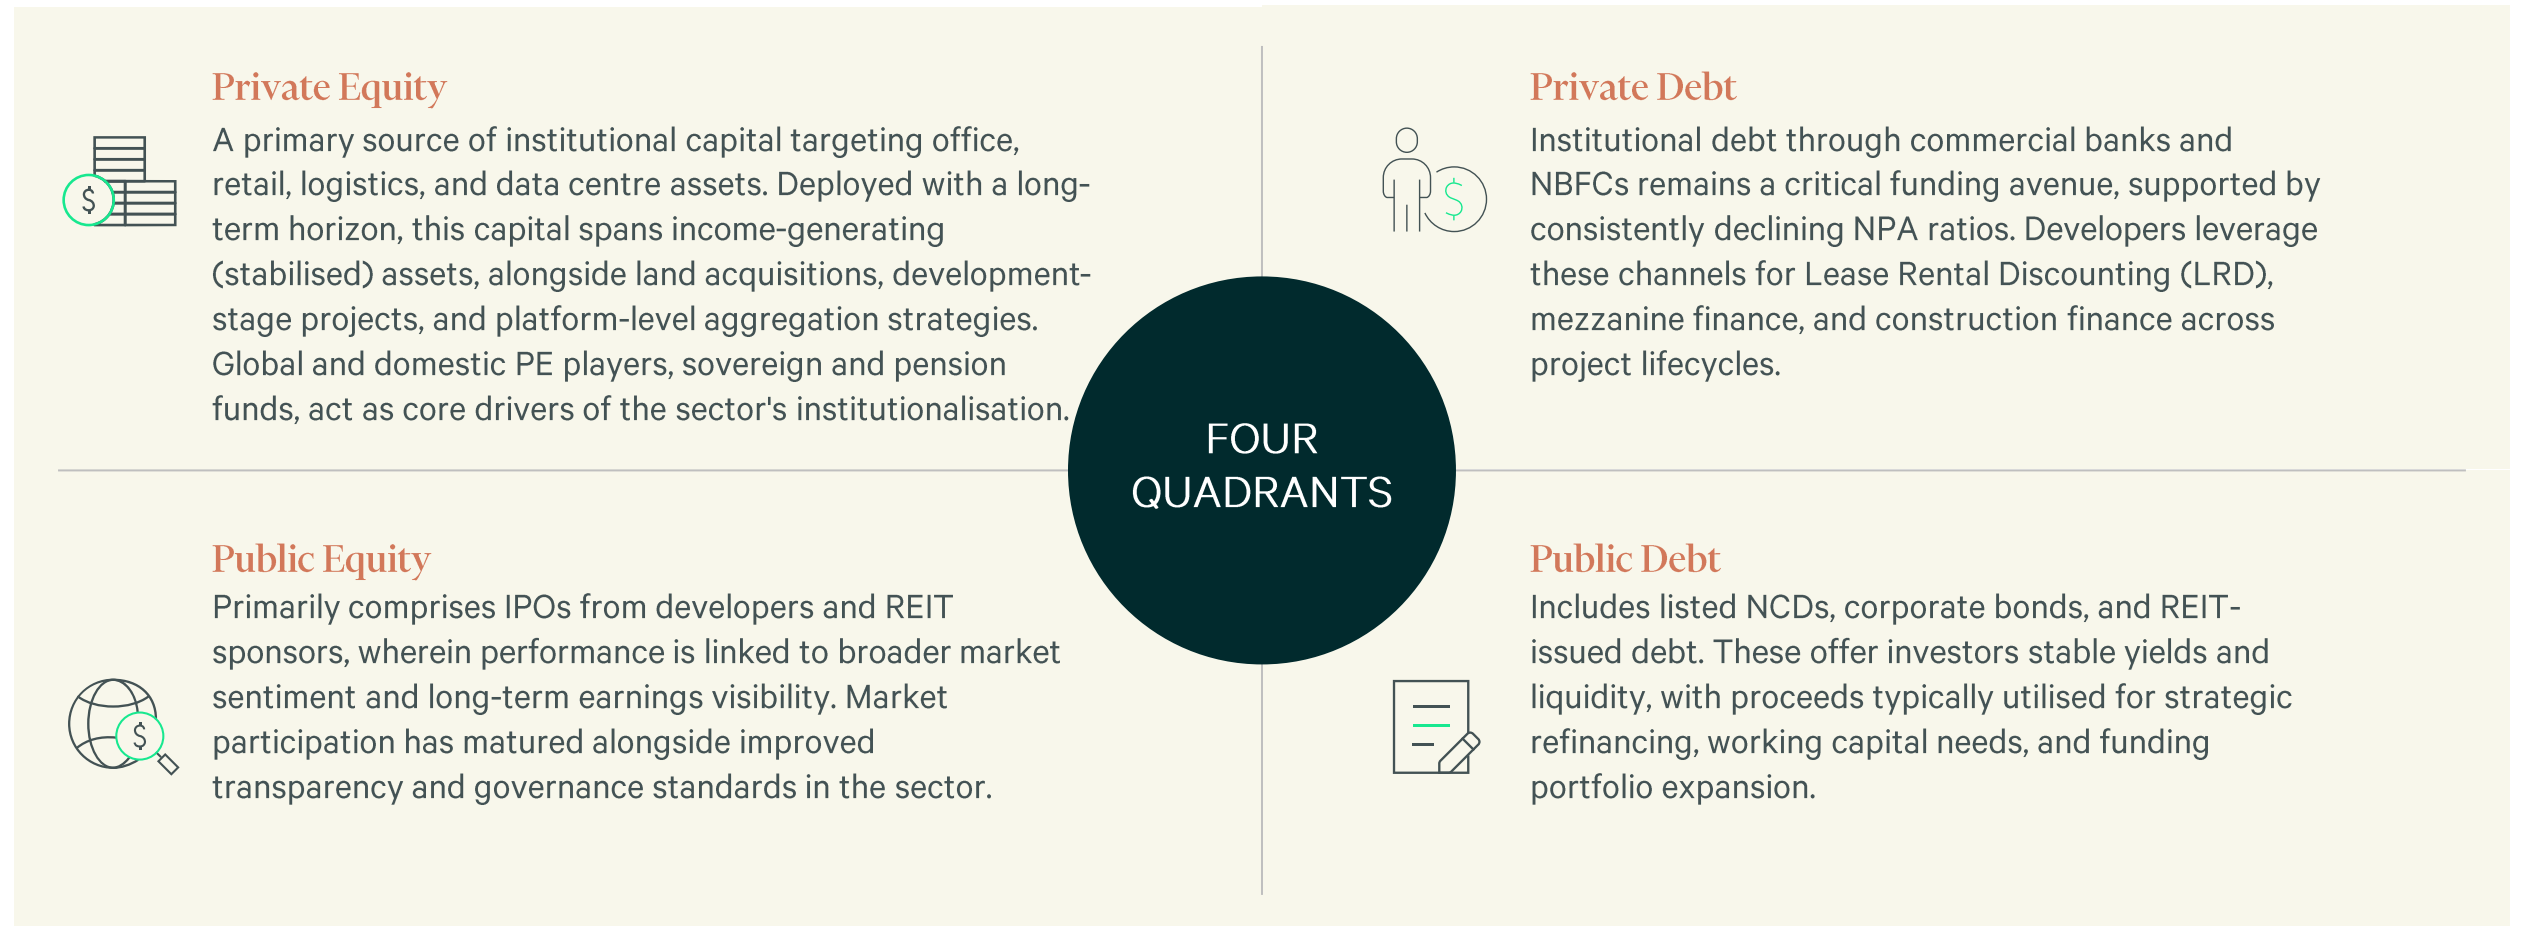 Private Equity
A primary source of institutional capital targeting office,
retail, logistics, and data centre assets. Deployed with a long-
term horizon, this capital spans income-generating
(stabilised) assets, alongside land acquisitions, development-
stage projects, and platform-level aggregation strategies.
Global and domestic PE players, sovereign and pension
funds, act as core drivers of the sector's institutionalisation.
Private Debt
Institutional debt through commercial banks and
NBFCs remains a critical funding avenue, supported by
consistently declining NPA ratios. Developers leverage
these channels for Lease Rental Discounting (LRD),
mezzanine finance, and construction finance across
project lifecycles.
FOUR
QUADRANTS
Public Equity
Primarily comprises IPOs from developers and REIT
sponsors, wherein performance is linked to broader market
sentiment and long-term earnings visibility. Market
participation has matured alongside improved
transparency and governance standards in the sector.
Public Debt
Includes listed NCDs, corporate bonds, and REIT-
issued debt. These offer investors stable yields and
liquidity, with proceeds typically utilised for strategic
refinancing, working capital needs, and funding
portfolio expansion.